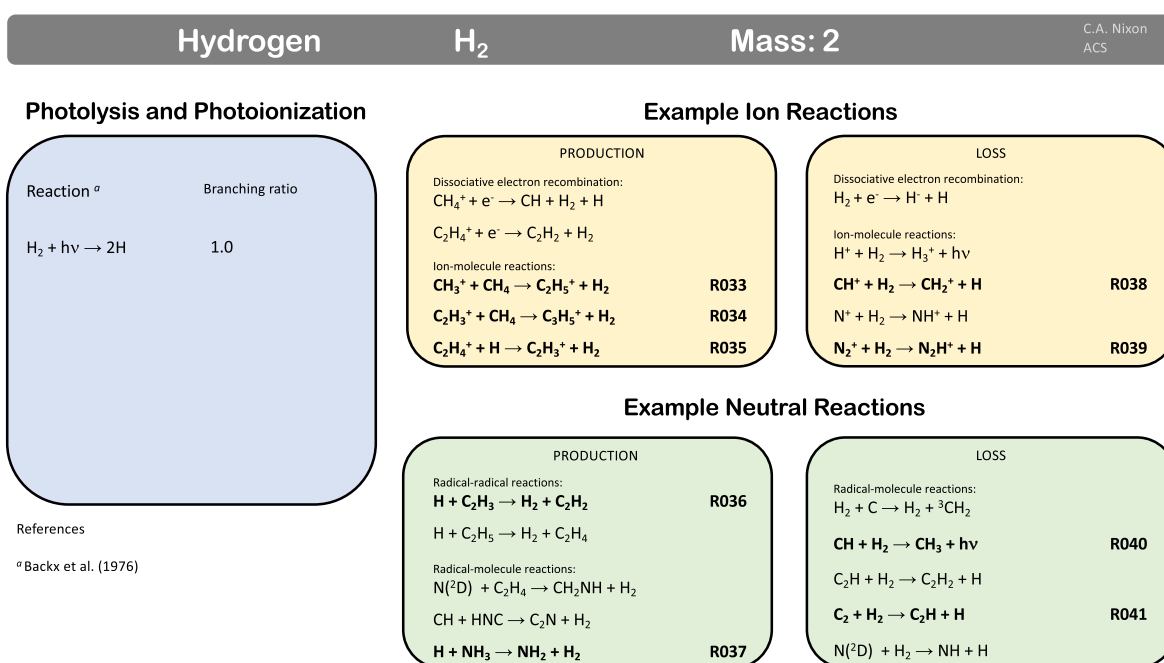 Hydrogen H₂ Mass: 2
C.A. Nixon
ACS
Photolysis and Photoionization
Reaction ᵃ Branching ratio
H₂ + hν → 2H 1.0
References
ᵃ Backx et al. (1976)
Example Ion Reactions
PRODUCTION
Dissociative electron recombination:
CH₄⁺ + e⁻ → CH + H₂ + H
C₂H₄⁺ + e⁻ → C₂H₂ + H₂
Ion-molecule reactions:
CH₃⁺ + CH₄ → C₂H₅⁺ + H₂ R033
C₂H₃⁺ + CH₄ → C₃H₅⁺ + H₂ R034
C₂H₄⁺ + H → C₂H₃⁺ + H₂ R035
LOSS
Dissociative electron recombination:
H₂ + e⁻ → H⁻ + H
Ion-molecule reactions:
H⁺ + H₂ → H₃⁺ + hν
CH⁺ + H₂ → CH₂⁺ + H R038
N⁺ + H₂ → NH⁺ + H
N₂⁺ + H₂ → N₂H⁺ + H R039
Example Neutral Reactions
PRODUCTION
Radical-radical reactions:
H + C₂H₃ → H₂ + C₂H₂ R036
H + C₂H₅ → H₂ + C₂H₄
Radical-molecule reactions:
N(²D) + C₂H₄ → CH₂NH + H₂
CH + HNC → C₂N + H₂
H + NH₃ → NH₂ + H₂ R037
LOSS
Radical-molecule reactions:
H₂ + C → H₂ + ³CH₂
CH + H₂ → CH₃ + hν R040
C₂H + H₂ → C₂H₂ + H
C₂ + H₂ → C₂H + H R041
N(²D) + H₂ → NH + H